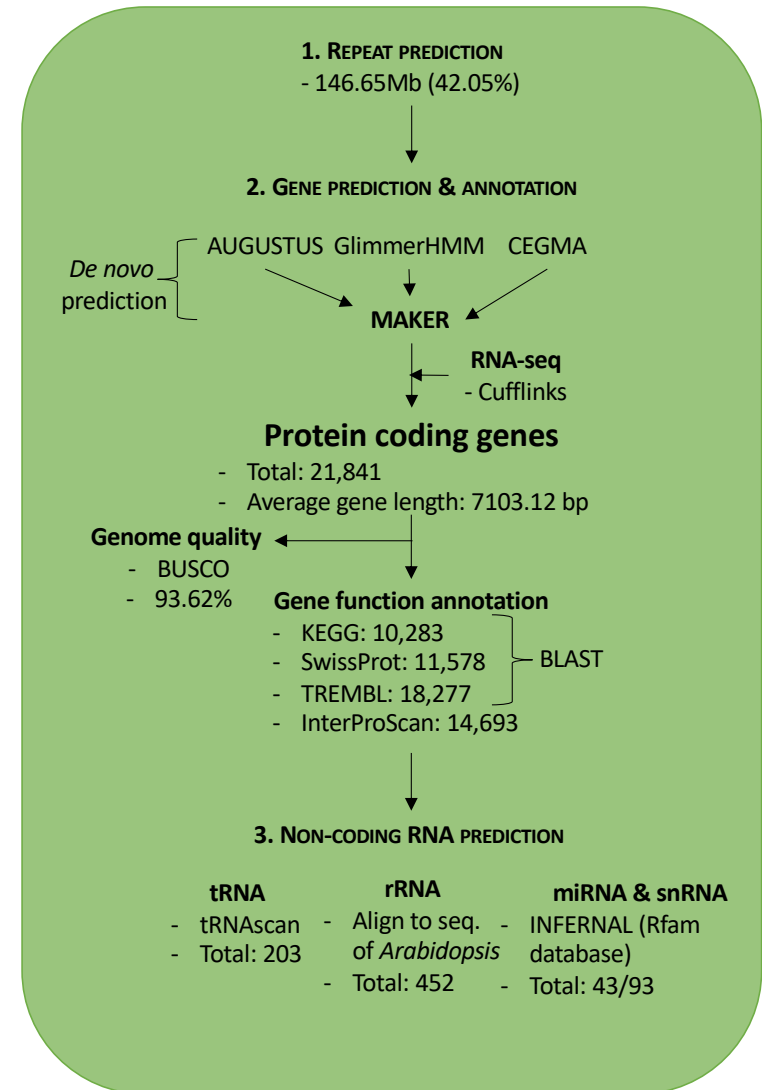 1. REPEAT PREDICTION
- 146.65Mb (42.05%)
2. GENE PREDICTION & ANNOTATION
De novo
prediction
AUGUSTUS GlimmerHMM CEGMA
MAKER
RNA-seq
- Cufflinks
Protein coding genes
- Total: 21,841
- Average gene length: 7103.12 bp
Genome quality
- BUSCO
- 93.62%
Gene function annotation
- KEGG: 10,283
- SwissProt: 11,578
- TREMBL: 18,277
BLAST
- InterProScan: 14,693
3. NON-CODING RNA PREDICTION
tRNA
- tRNAscan
- Total: 203
rRNA
- Align to seq.
of Arabidopsis
- Total: 452
miRNA & snRNA
- INFERNAL (Rfam
database)
- Total: 43/93